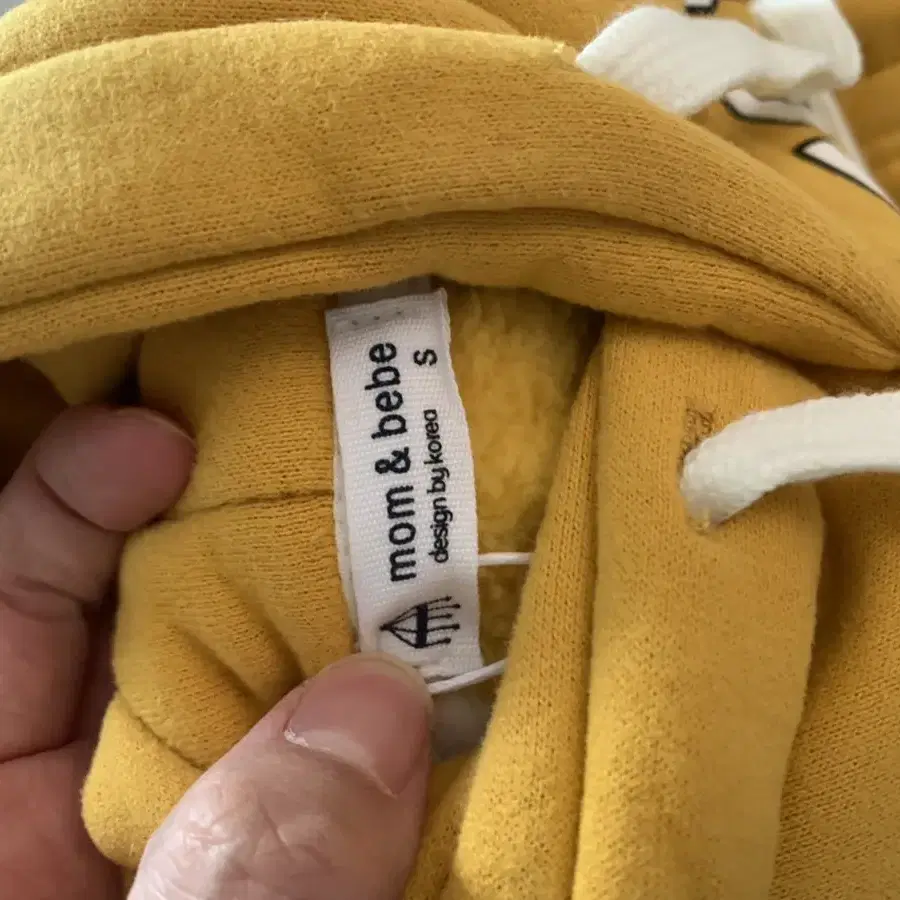 mom & bebe
design by korea
S